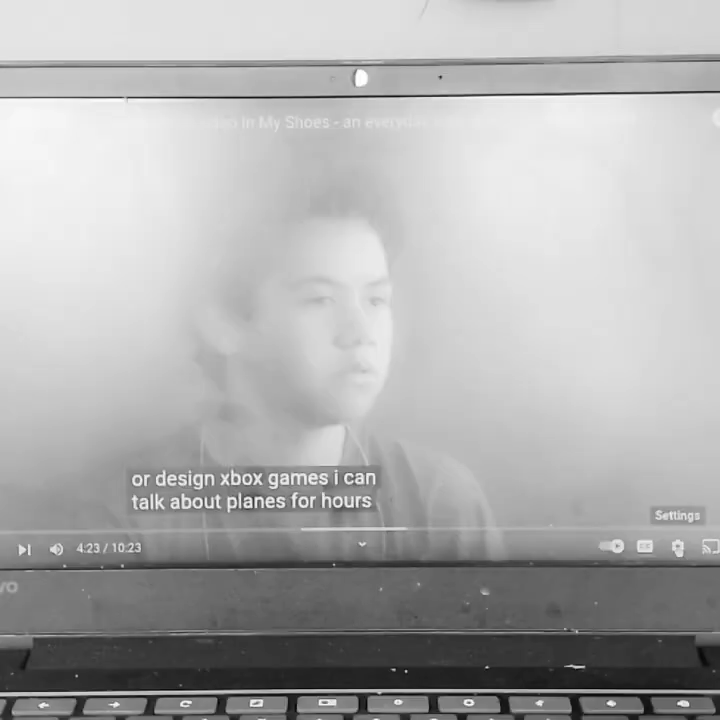 In My Shoes - an everyday
or design xbox games i can
talk about planes for hours
Settings
4:23 / 10:23